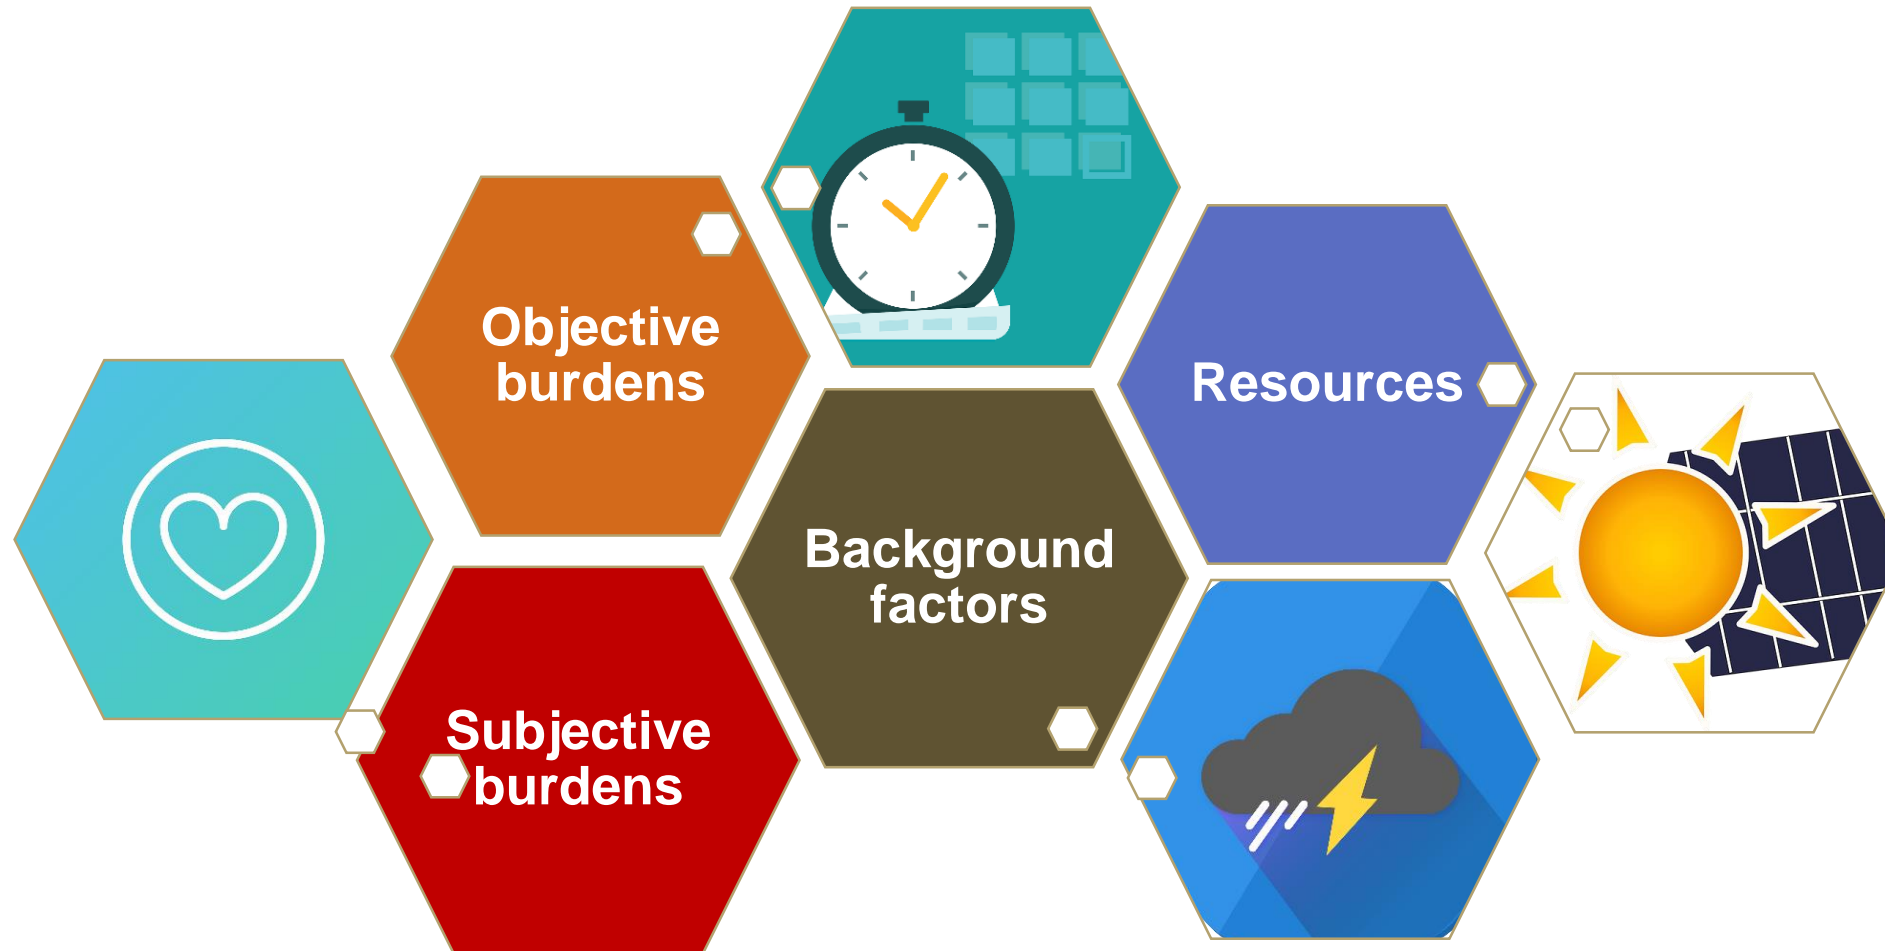 Objective
burdens
Resources
Background
factors
Subjective
burdens